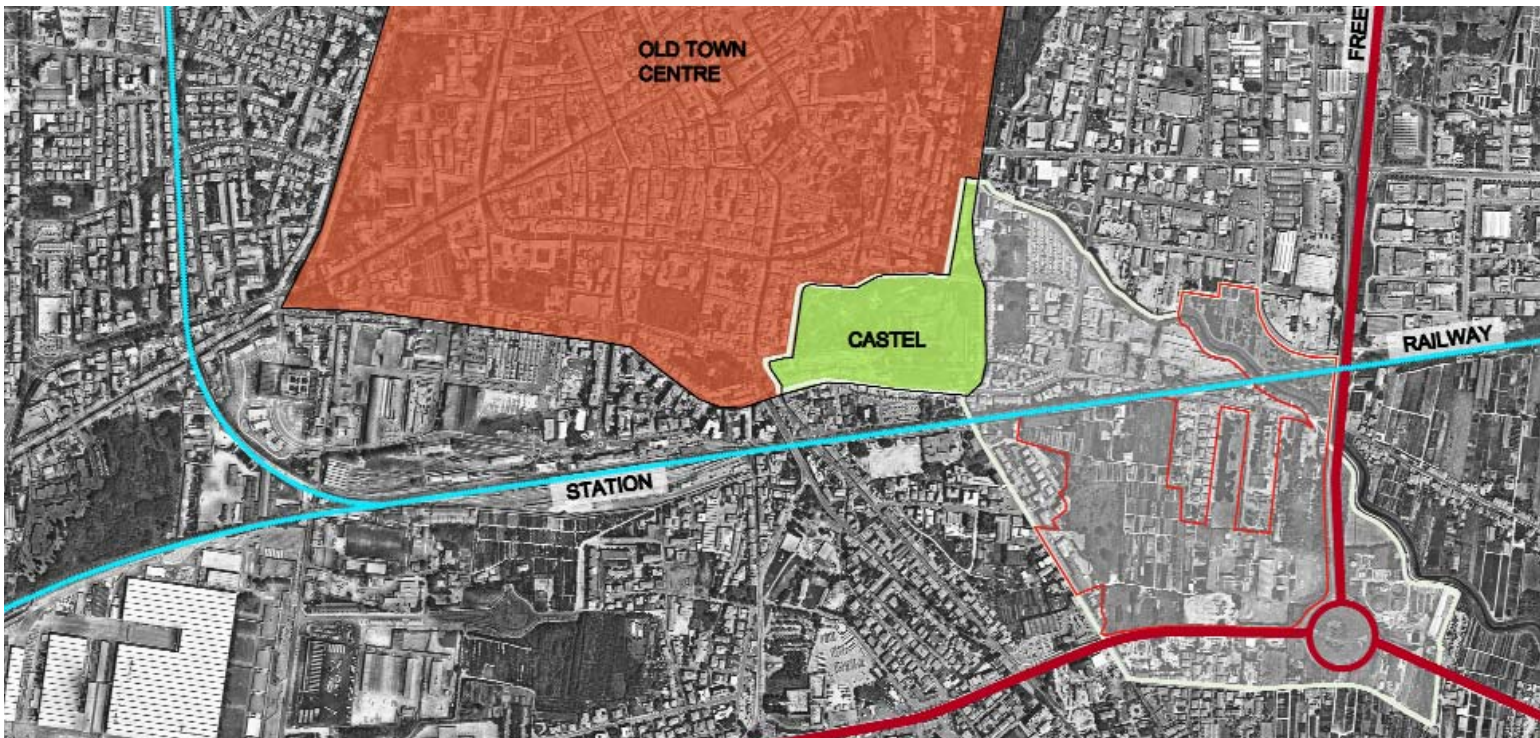 OLD TOWN
CENTRE
FREE
CASTEL
RAILWAY
STATION